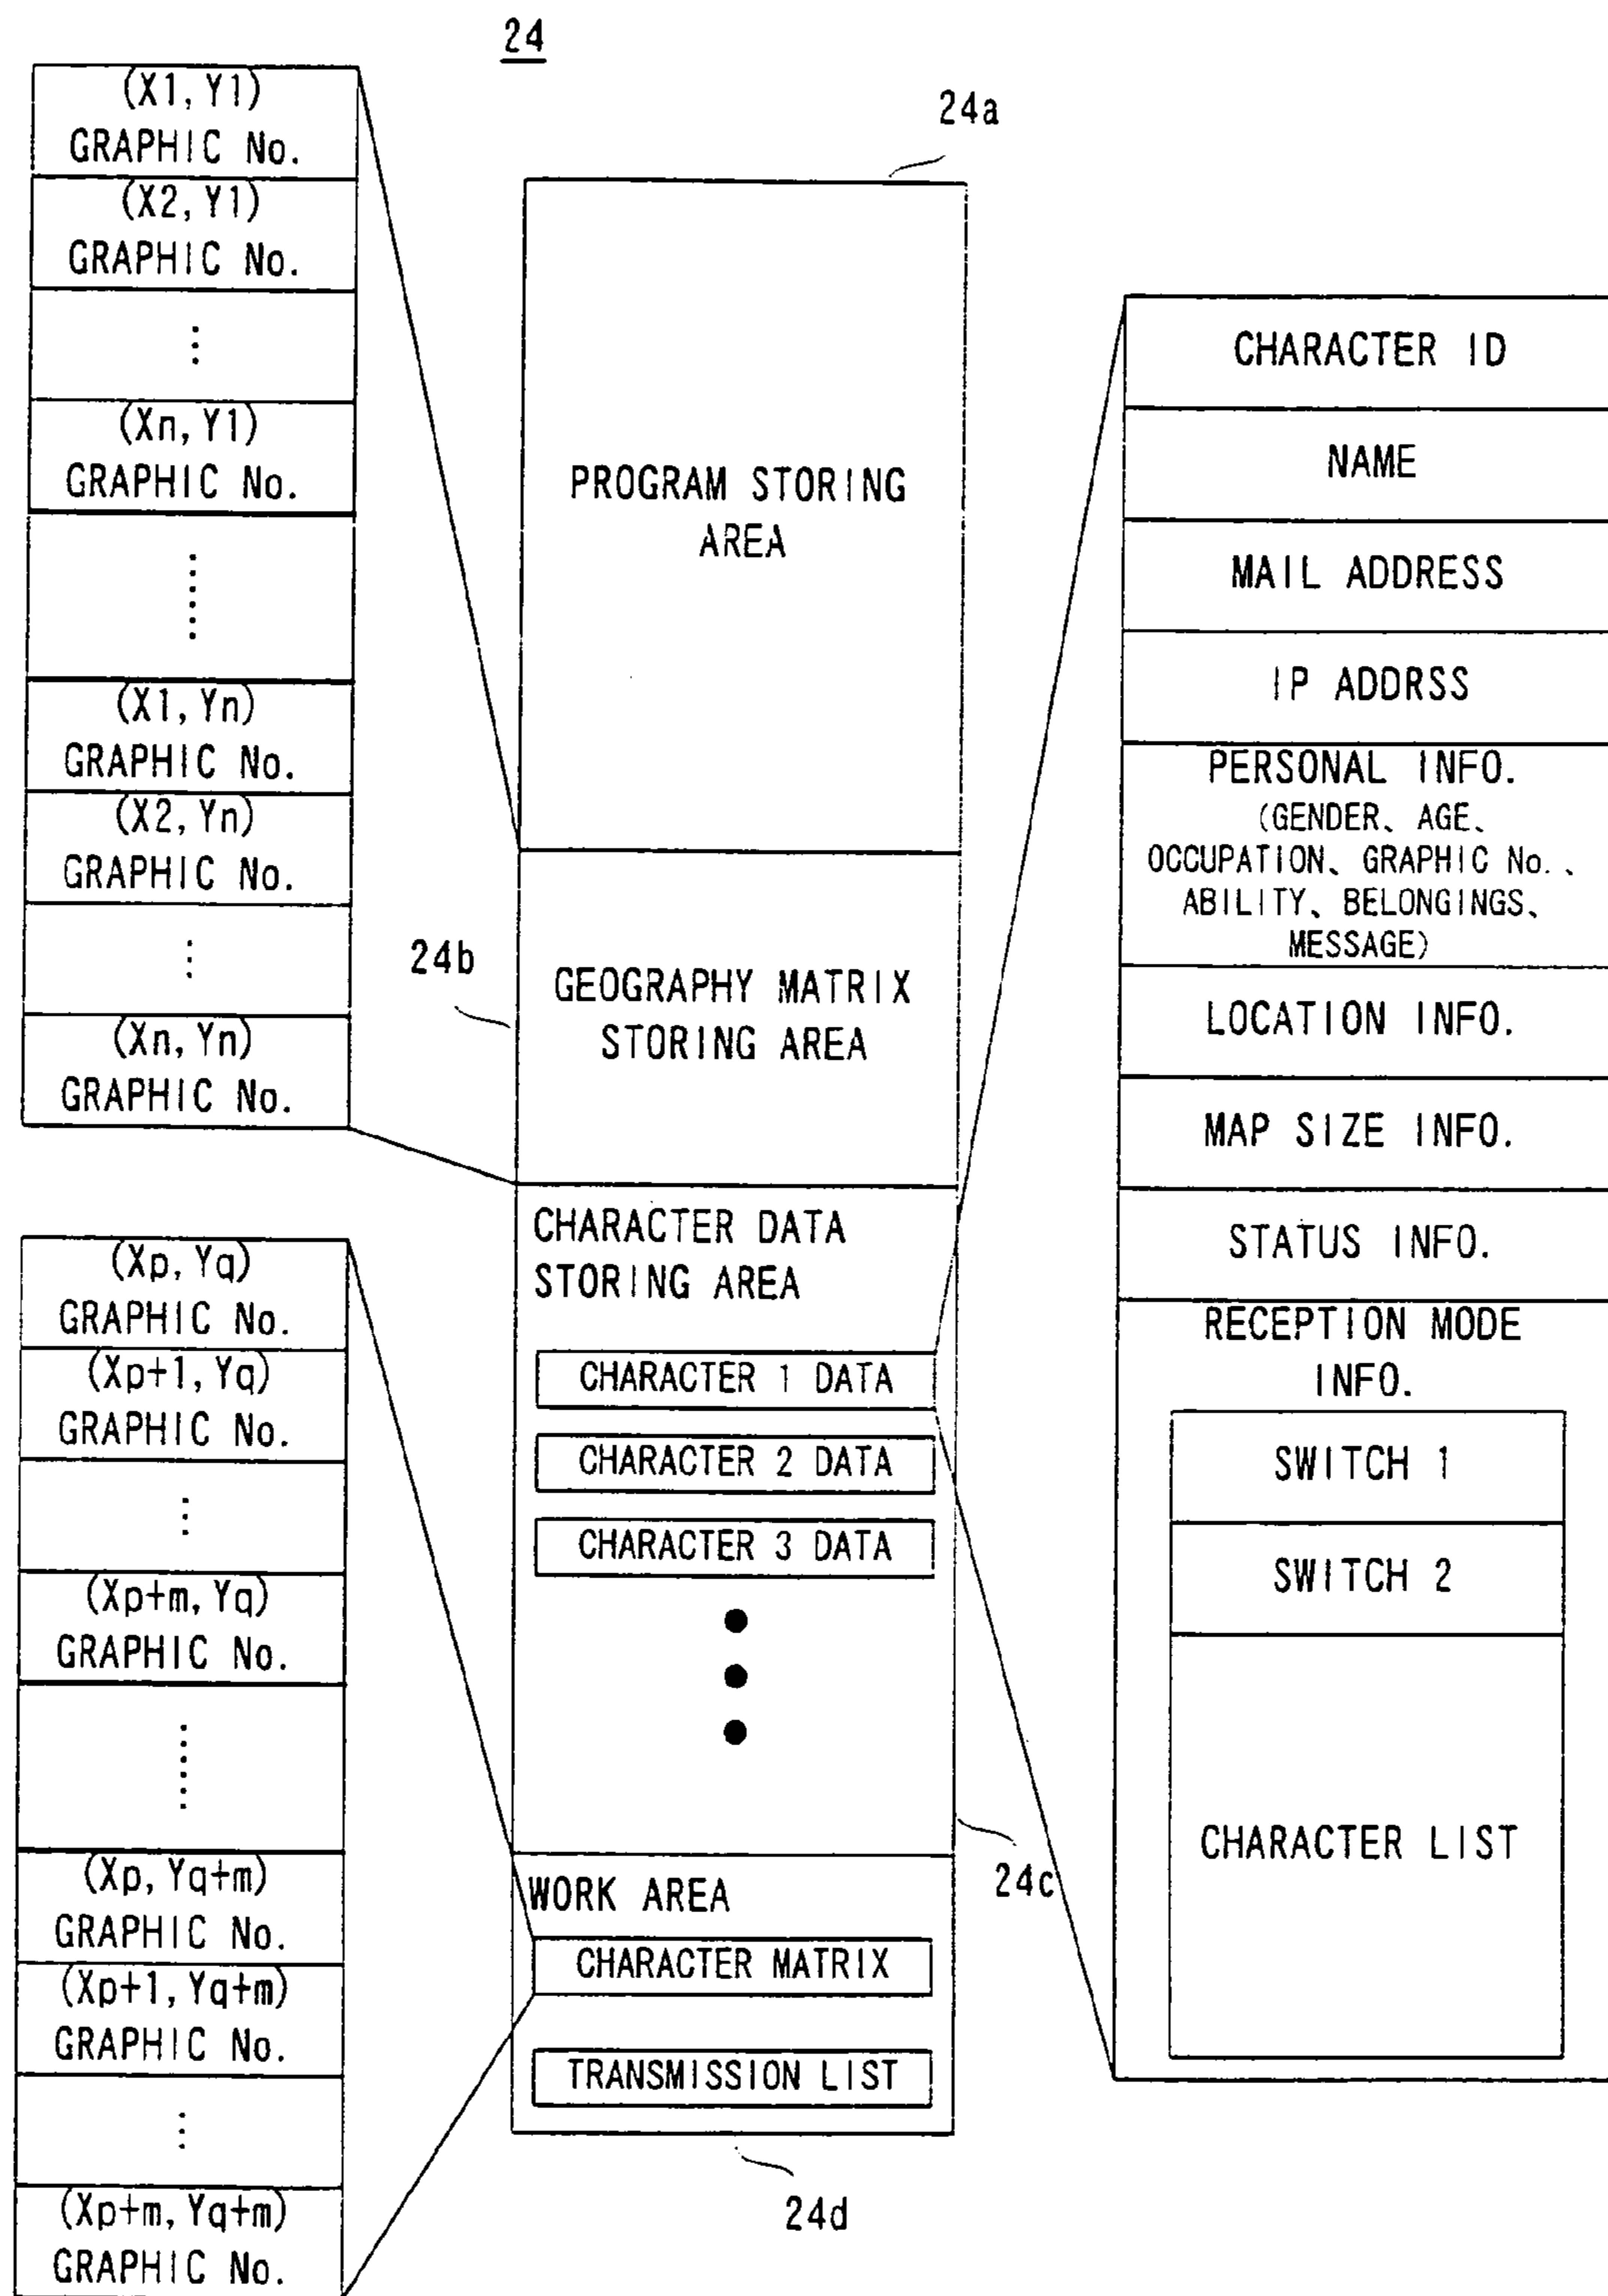 24
(X1, Y1)
GRAPHIC No.
(X2, Y1)
GRAPHIC No.
⋮
(Xn, Y1)
GRAPHIC No.
⋮
(X1, Yn)
GRAPHIC No.
(X2, Yn)
GRAPHIC No.
⋮
(Xn, Yn)
GRAPHIC No.
(Xp, Yq)
GRAPHIC No.
(Xp+1, Yq)
GRAPHIC No.
⋮
(Xp+m, Yq)
GRAPHIC No.
⋮
(Xp, Yq+m)
GRAPHIC No.
(Xp+1, Yq+m)
GRAPHIC No.
⋮
(Xp+m, Yq+m)
GRAPHIC No.
24a
PROGRAM STORING
AREA
24b
GEOGRAPHY MATRIX
STORING AREA
CHARACTER DATA
STORING AREA
CHARACTER 1 DATA
CHARACTER 2 DATA
CHARACTER 3 DATA
24c
WORK AREA
CHARACTER MATRIX
TRANSMISSION LIST
24d
CHARACTER ID
NAME
MAIL ADDRESS
IP ADDRSS
PERSONAL INFO.
(GENDER、AGE、
OCCUPATION、GRAPHIC No.、
ABILITY、BELONGINGS、
MESSAGE)
LOCATION INFO.
MAP SIZE INFO.
STATUS INFO.
RECEPTION MODE
INFO.
SWITCH 1
SWITCH 2
CHARACTER LIST